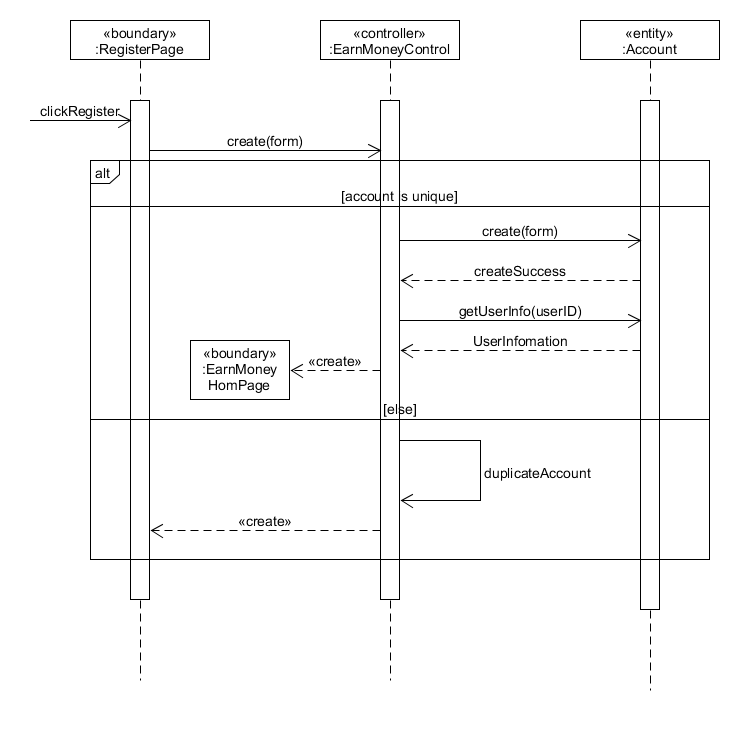 «boundary»
:RegisterPage
«controller»
:EarnMoneyControl
«entity»
:Account
clickRegister
create(form)
alt
[account is unique]
create(form)
createSuccess
getUserInfo(userID)
UserInfomation
«boundary»
:EarnMoney
HomPage
«create»
[else]
duplicateAccount
«create»